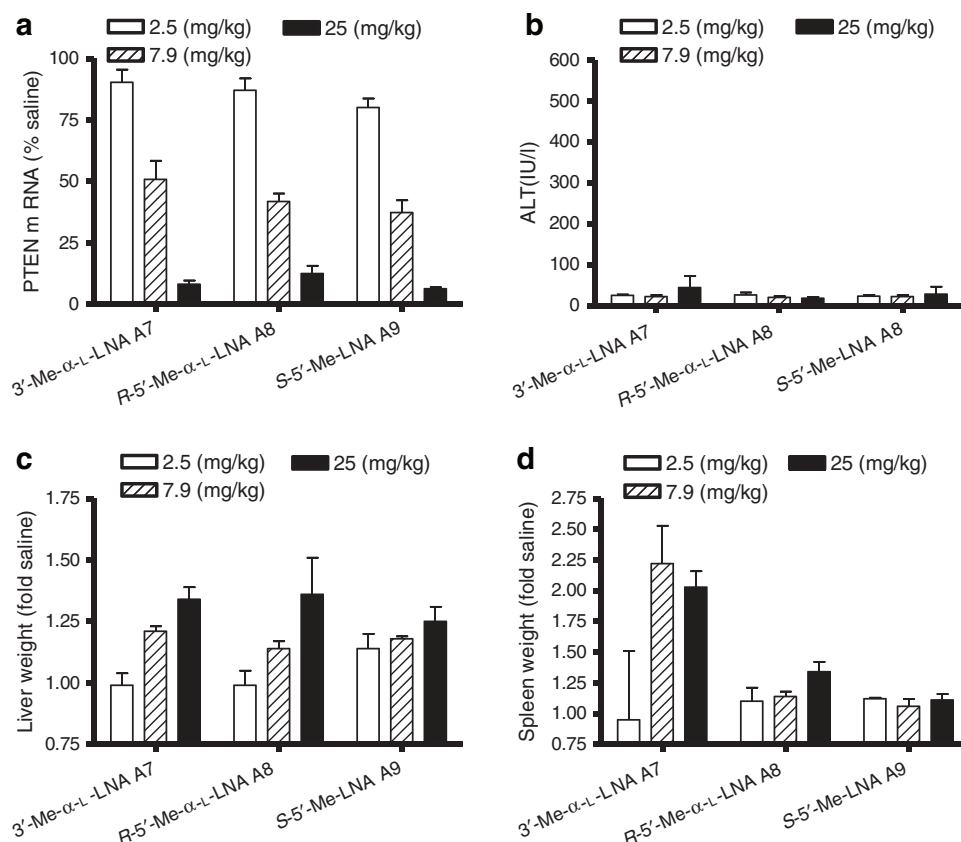 a
2.5 (mg/kg) 25 (mg/kg)
7.9 (mg/kg)
PTEN m RNA (% saline)
100
75
50
25
0
3′-Me-α-L-LNA A7
R-5′-Me-α-L-LNA A8
S-5′-Me-LNA A9
b
2.5 (mg/kg) 25 (mg/kg)
7.9 (mg/kg)
ALT(IU/l)
600
500
400
300
200
100
0
3′-Me-α-L-LNA A7
R-5′-Me-α-L-LNA A8
S-5′-Me-LNA A8
c
2.5 (mg/kg) 25 (mg/kg)
7.9 (mg/kg)
Liver weight (fold saline)
1.75
1.50
1.25
1.00
0.75
3′-Me-α-L-LNA A7
R-5′-Me-α-L-LNA A8
S-5′-Me-LNA A9
d
2.5 (mg/kg) 25 (mg/kg)
7.9 (mg/kg)
Spleen weight (fold saline)
2.75
2.50
2.25
2.00
1.75
1.50
1.25
1.00
0.75
3′-Me-α-L-LNA A7
R-5′-Me-α-L-LNA A8
S-5′-Me-LNA A9